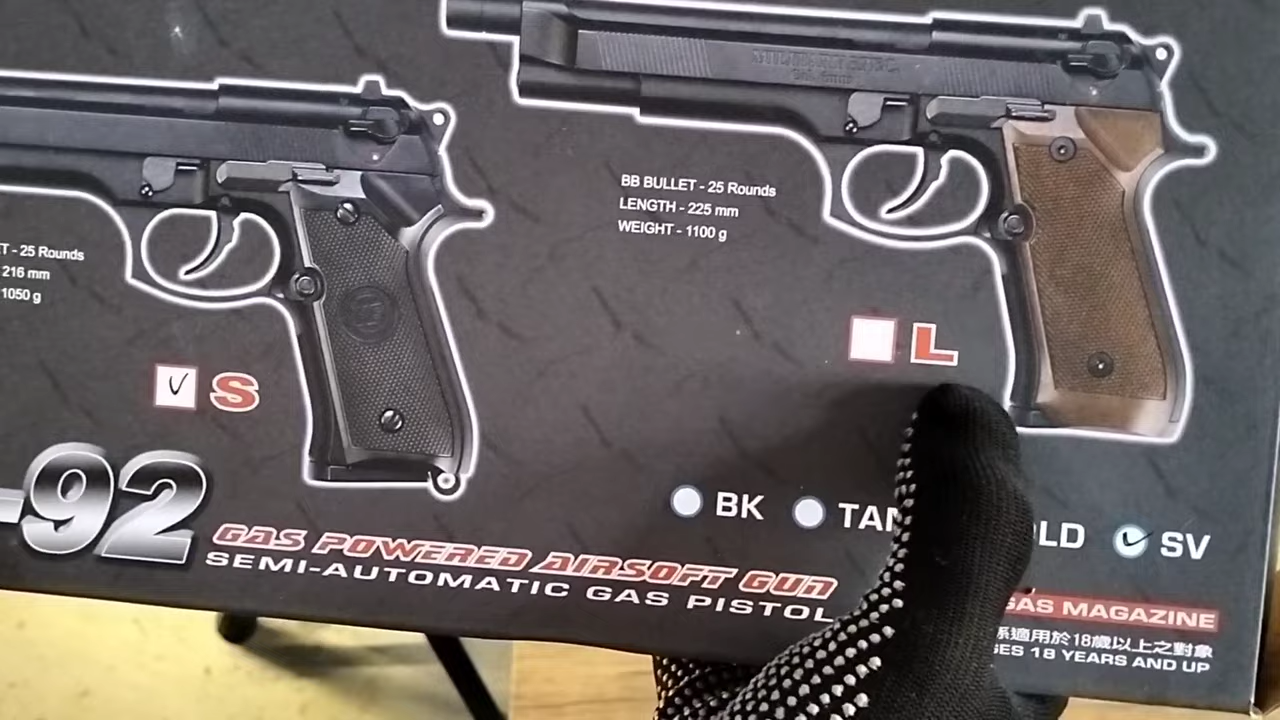 BB BULLET - 25 Rounds
LENGTH - 225 mm
WEIGHT - 1100 g
T - 25 Rounds
216 mm
1050 g
L
S
-92
BK TAN LD SV
GAS POWERED AIRSOFT GUN
SEMI-AUTOMATIC GAS PISTOL
GAS MAGAZINE
係適用於18歲以上之對象
GES 18 YEARS AND UP